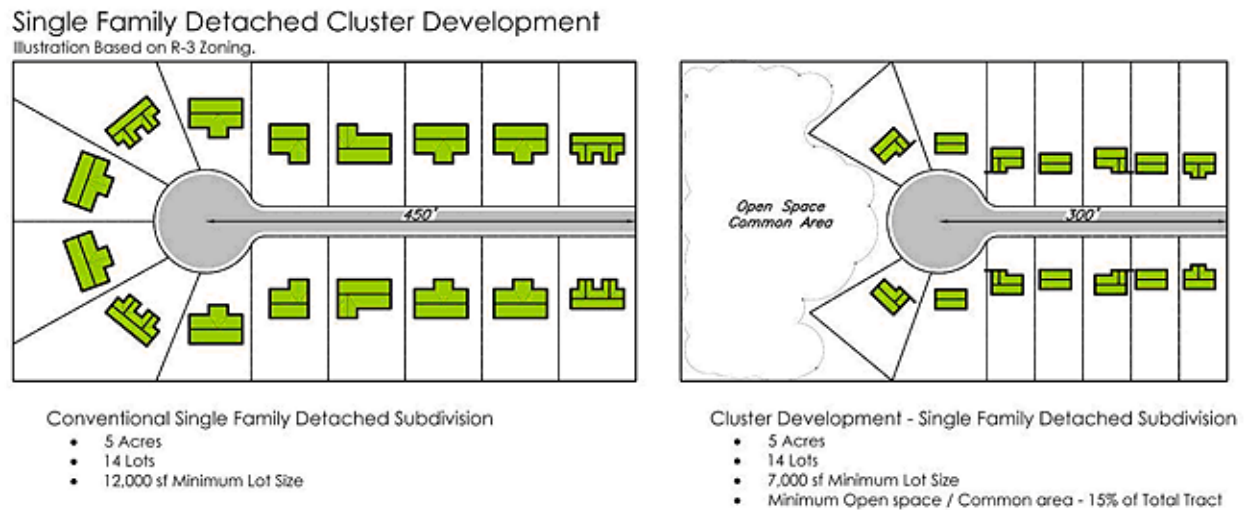 Single Family Detached Cluster Development
Illustration Based on R-3 Zoning.
450'
Open Space
Common Area
300'
Conventional Single Family Detached Subdivision
• 5 Acres
• 14 Lots
• 12,000 sf Minimum Lot Size
Cluster Development - Single Family Detached Subdivision
• 5 Acres
• 14 Lots
• 7,000 sf Minimum Lot Size
• Minimum Open space / Common area - 15% of Total Tract